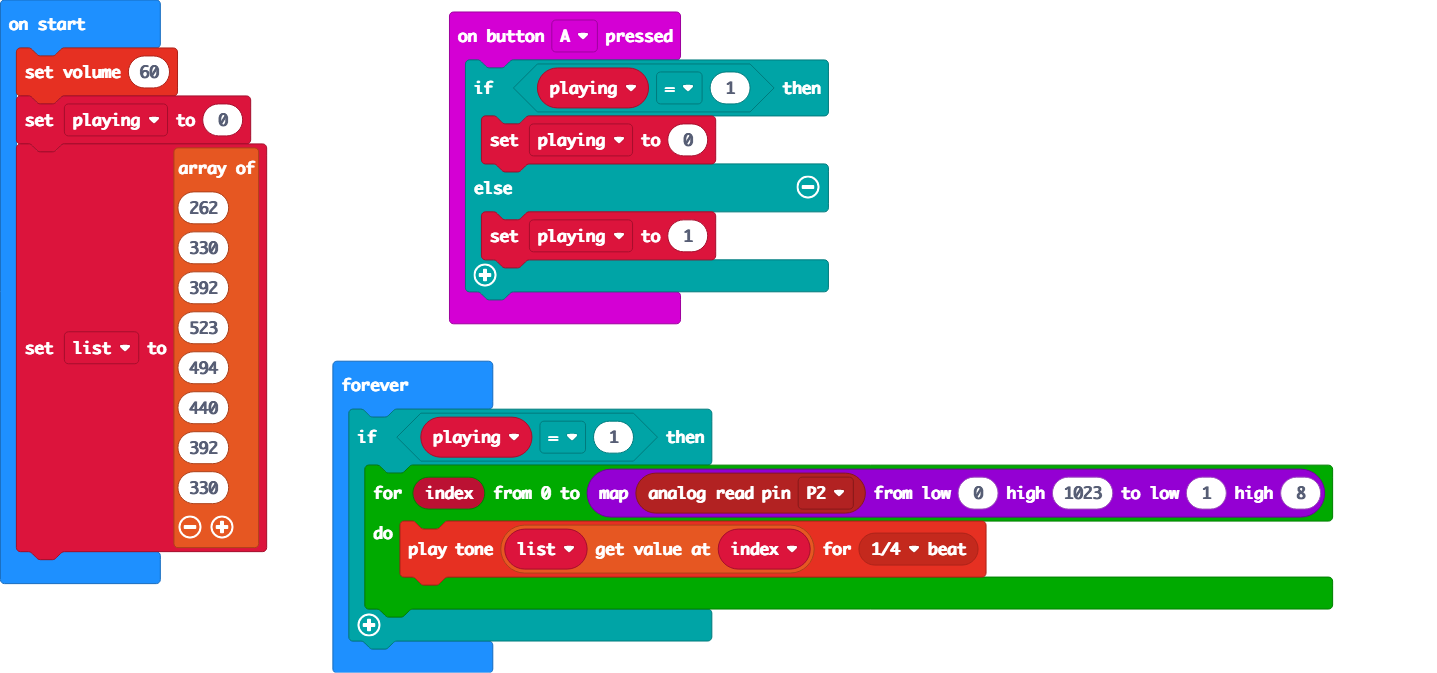 on start
set volume 60
set playing to 0
set list to
array of
262
330
392
523
494
440
392
330
on button A pressed
if playing = 1 then
set playing to 0
else
set playing to 1
forever
if playing = 1 then
for index from 0 to map analog read pin P2 from low 0 high 1023 to low 1 high 8
do
play tone list get value at index for 1/4 beat